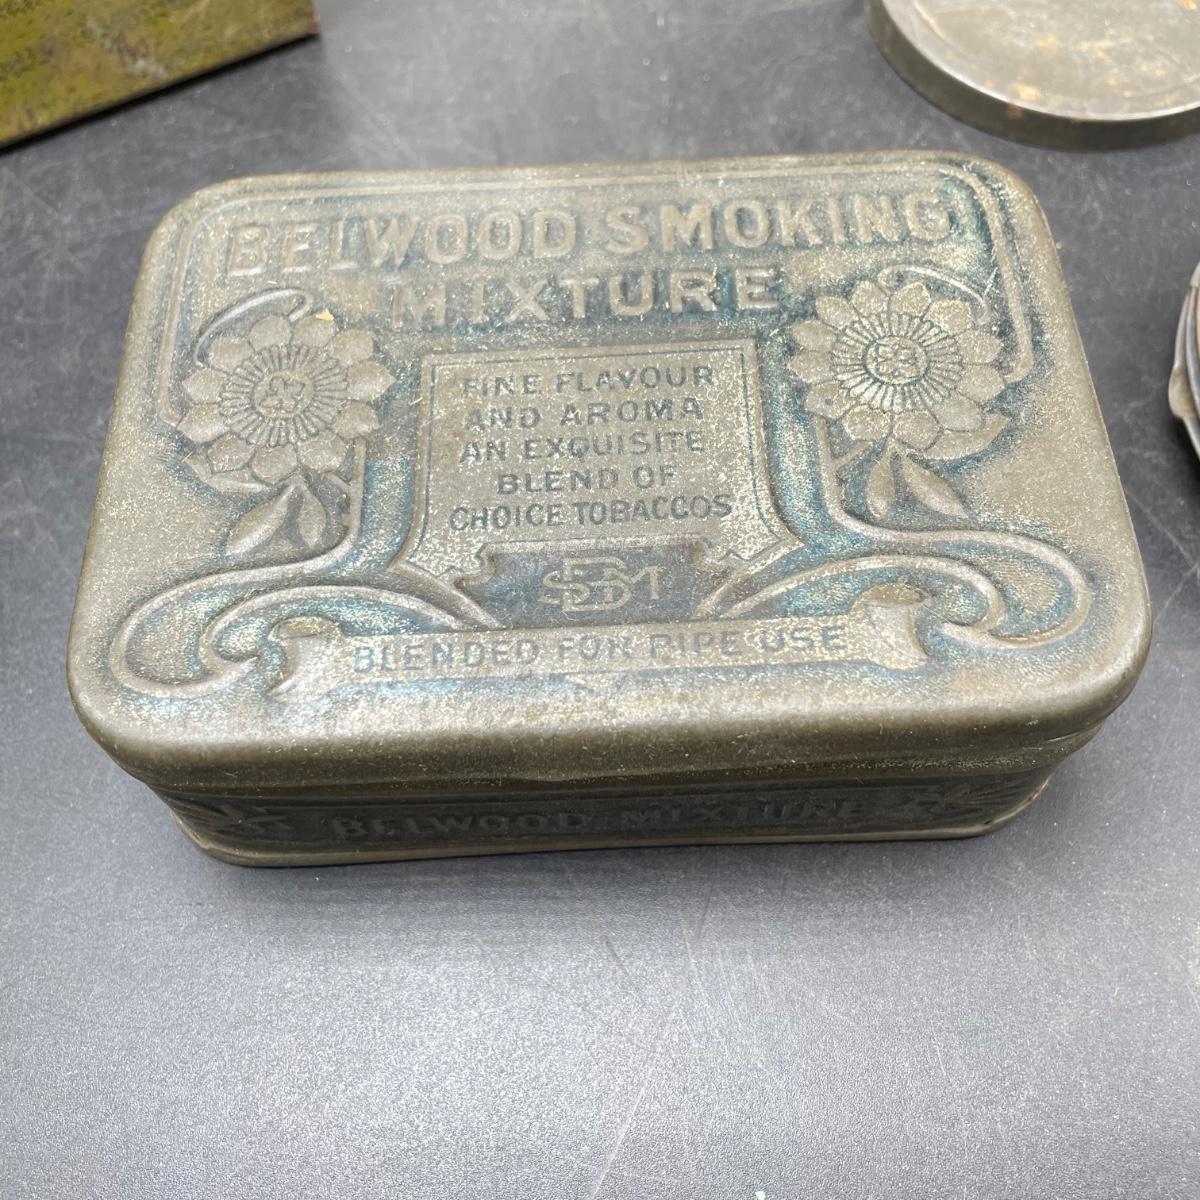 BELWOOD SMOKING
MIXTURE
FINE FLAVOUR
AND AROMA
AN EXQUISITE
BLEND OF
CHOICE TOBACCOS
BLENDED FOR PIPE USE
BELWOOD MIXTURE